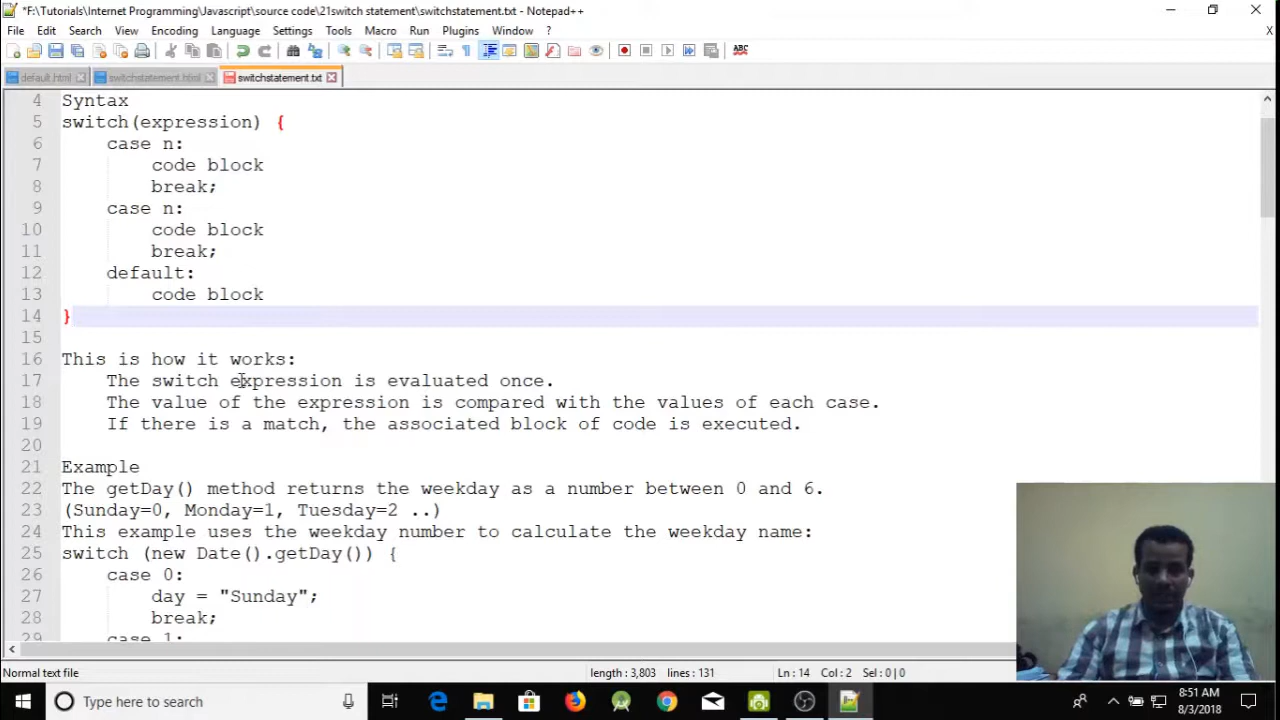 *F:\Tutorials\Internet Programming\Javascript\source code\21switch statement\switchstatement.txt - Notepad++
File Edit Search View Encoding Language Settings Tools Macro Run Plugins Window ? X
default.html switchstatement.html switchstatement.txt
4 Syntax
5 switch(expression) {
6 case n:
7 code block
8 break;
9 case n:
10 code block
11 break;
12 default:
13 code block
14 }
15
16 This is how it works:
17 The switch expression is evaluated once.
18 The value of the expression is compared with the values of each case.
19 If there is a match, the associated block of code is executed.
20
21 Example
22 The getDay() method returns the weekday as a number between 0 and 6.
23 (Sunday=0, Monday=1, Tuesday=2 ..)
24 This example uses the weekday number to calculate the weekday name:
25 switch (new Date().getDay()) {
26 case 0:
27 day = "Sunday";
28 break;
29 case 1:
Normal text file length : 3,803 lines : 131 Ln : 14 Col : 2 Sel : 0 | 0
Type here to search
8:51 AM
8/3/2018